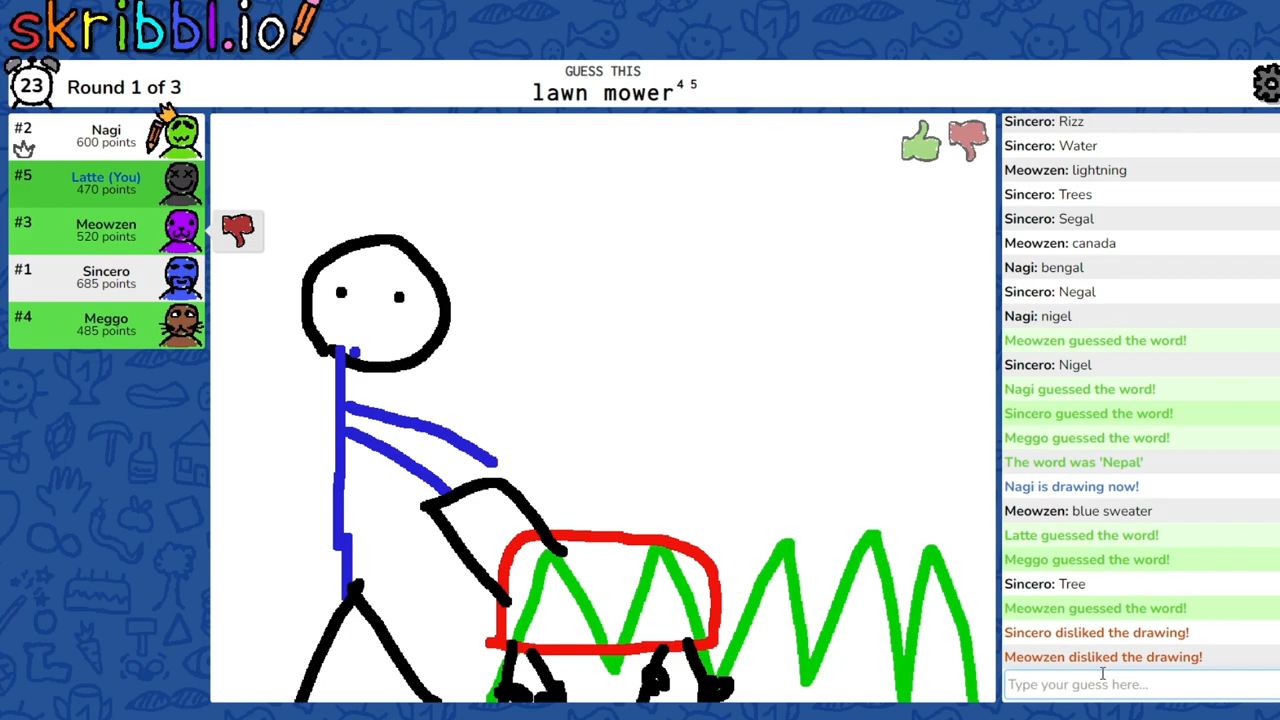 skribbl.io
23
Round 1 of 3
GUESS THIS
lawn mower 4 5
#2
Nagi
600 points
#5
Latte (You)
470 points
#3
Meowzen
520 points
#1
Sincero
685 points
#4
Meggo
485 points
Sincero: Rizz
Sincero: Water
Meowzen: lightning
Sincero: Trees
Sincero: Segal
Meowzen: canada
Nagi: bengal
Sincero: Negal
Nagi: nigel
Meowzen guessed the word!
Sincero: Nigel
Nagi guessed the word!
Sincero guessed the word!
Meggo guessed the word!
The word was 'Nepal'
Nagi is drawing now!
Meowzen: blue sweater
Latte guessed the word!
Meggo guessed the word!
Sincero: Tree
Meowzen guessed the word!
Sincero disliked the drawing!
Meowzen disliked the drawing!
Type your guess here...